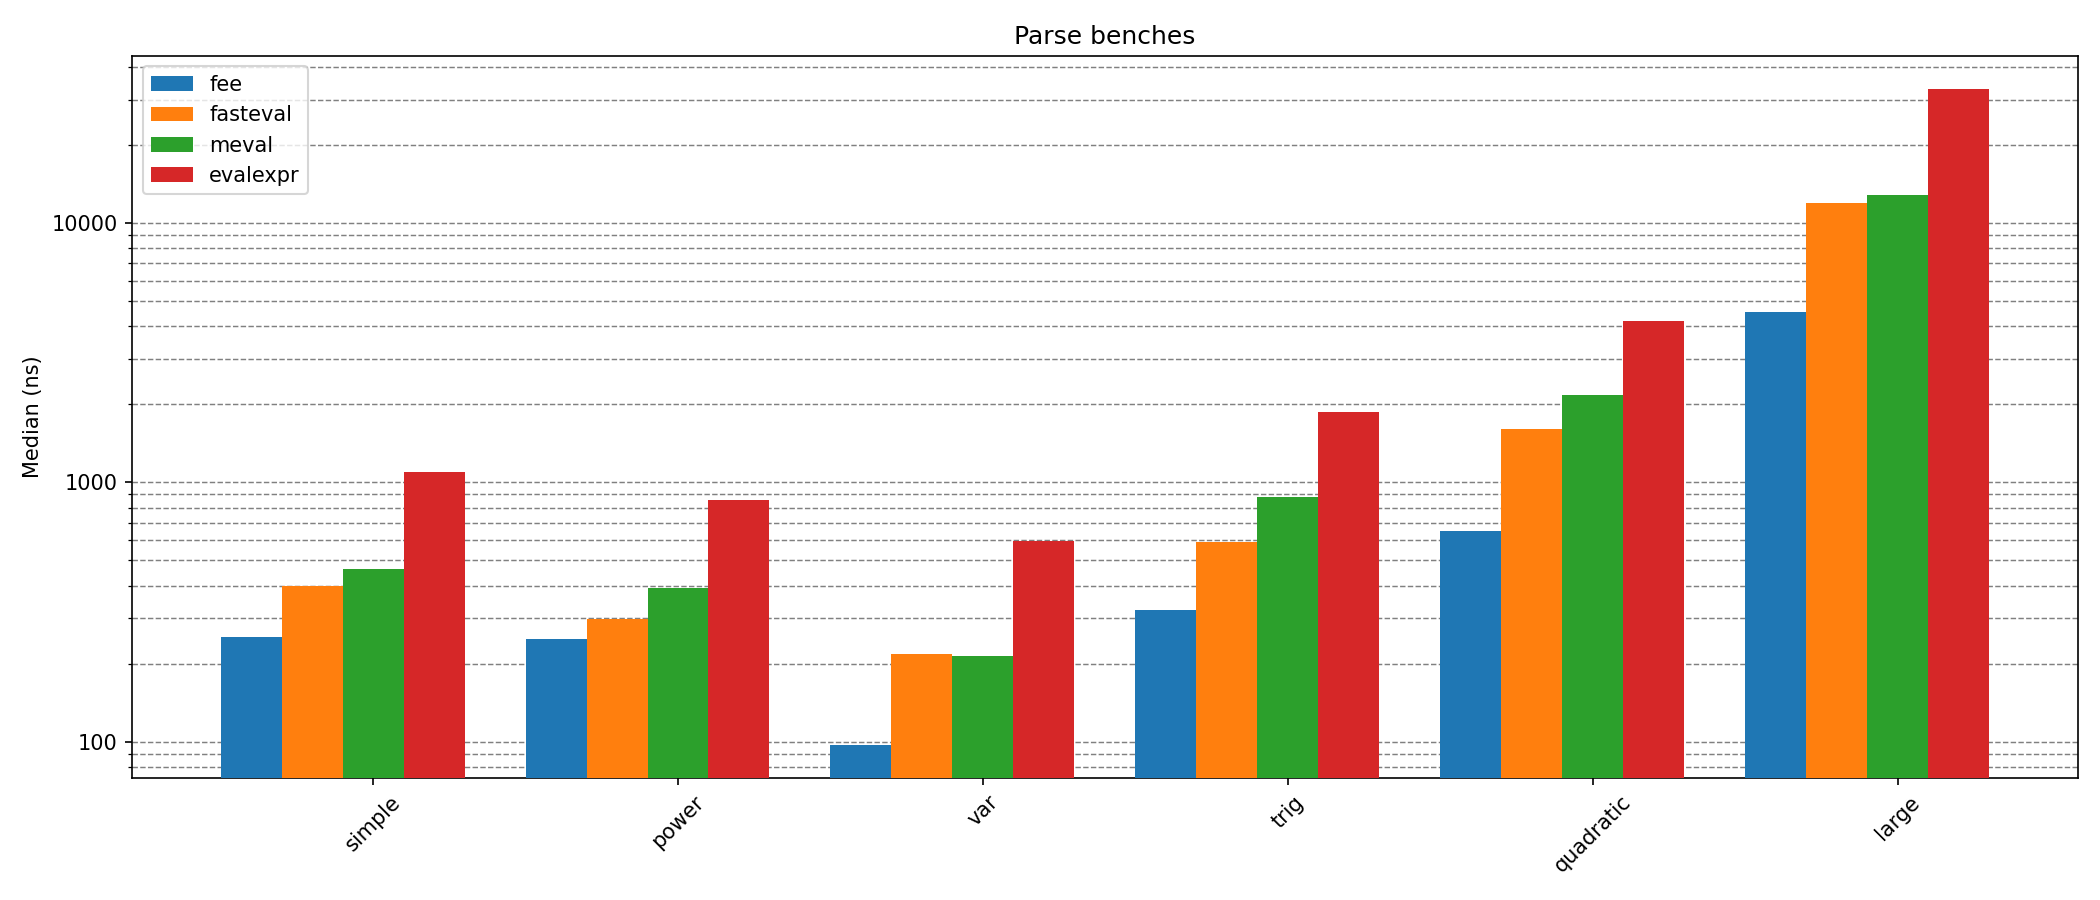 Parse benches
fee
fasteval
meval
evalexpr
Median (ns)
10000
1000
100
simple
power
var
trig
quadratic
large